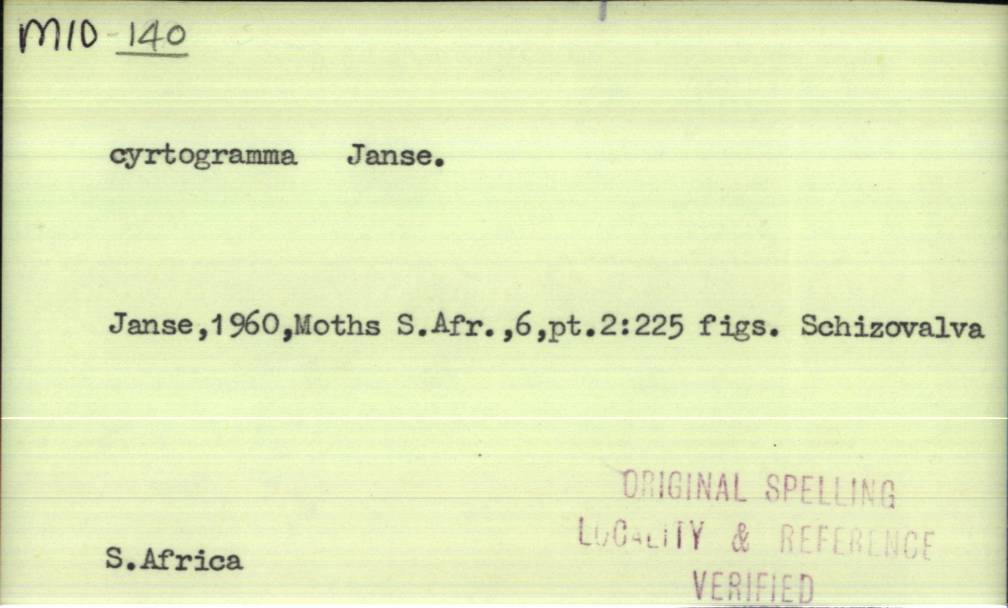 M10-140
cyrtogramma Janse.
Janse,1960,Moths S.Afr.,6,pt.2:225 figs. Schizovalva
ORIGINAL SPELLING
LOCALITY & REFERENCE
S.Africa
VERIFIED